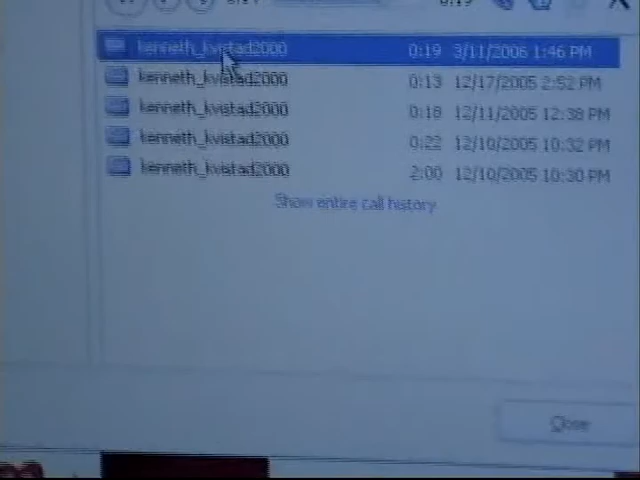 kenneth_kvistad2000 0:19 3/11/2006 1:46 PM
kenneth_kvistad2000 0:13 12/17/2005 2:52 PM
kenneth_kvistad2000 0:18 12/11/2005 12:38 PM
kenneth_kvistad2000 0:22 12/10/2005 10:32 PM
kenneth_kvistad2000 2:00 12/10/2005 10:30 PM
Show entire call history
Close